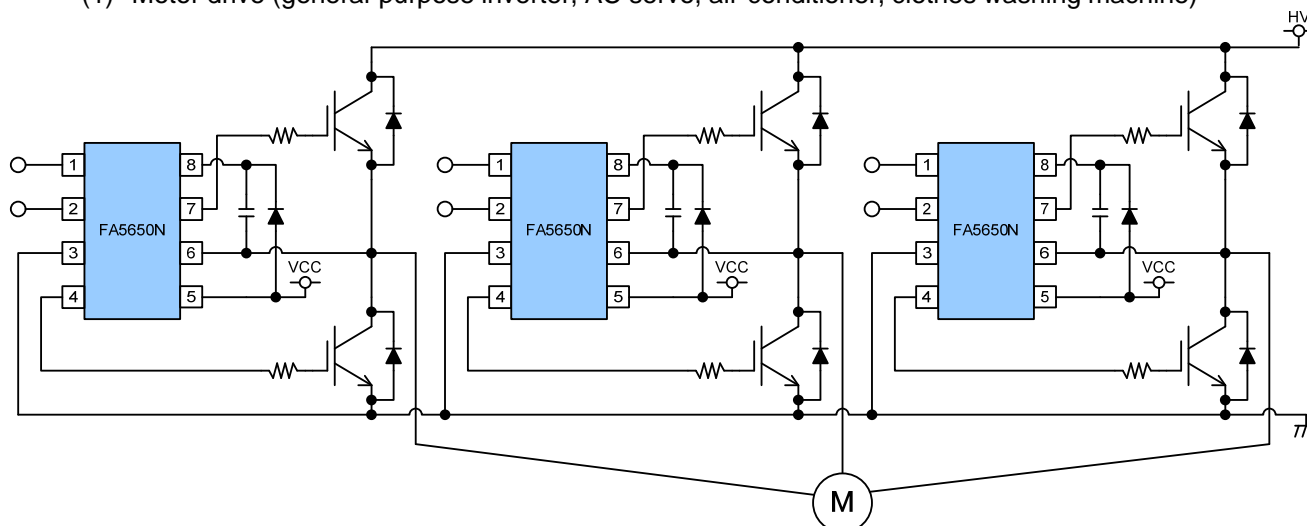 (1) Motor drive (general purpose inverter, AC servo, air-conditioner, clothes washing machine)
HV
1 8 1 8 1 8
2 7 2 7 2 7
FA5650N FA5650N FA5650N
3 6 3 6 3 6
VCC VCC VCC
4 5 4 5 4 5
M